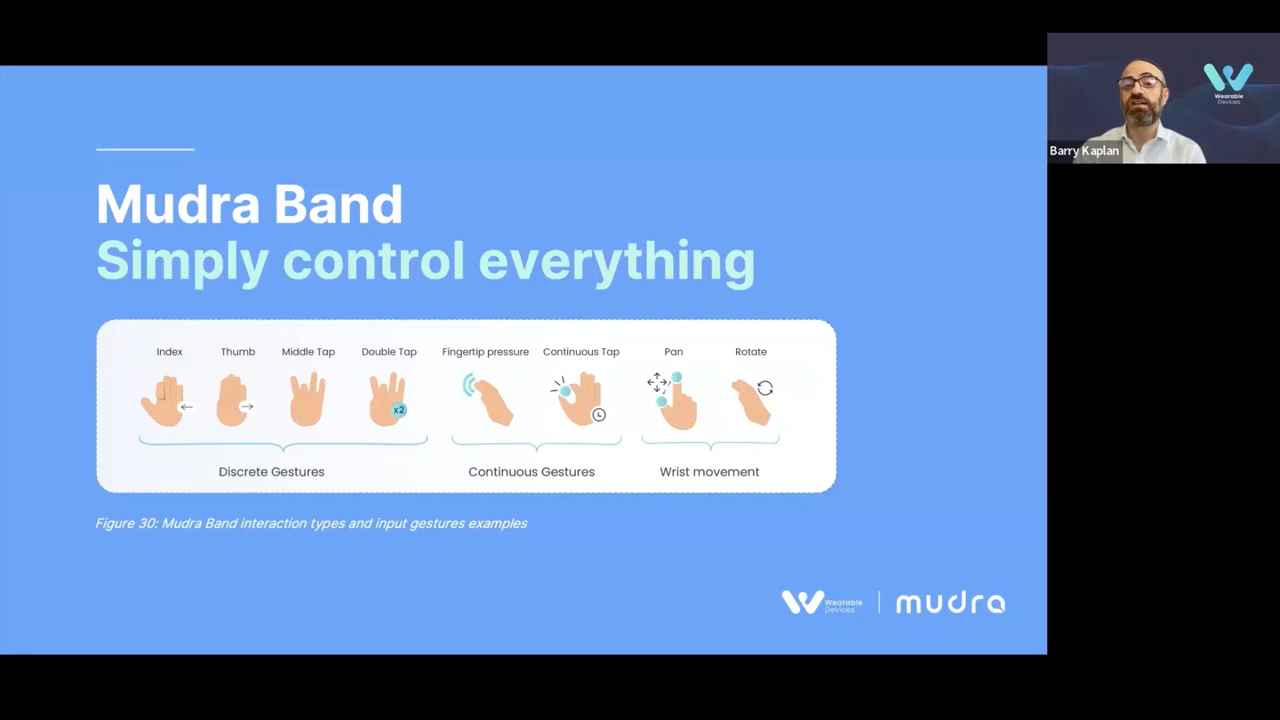 Mudra Band
Simply control everything
Index Thumb Middle Tap Double Tap Fingertip pressure Continuous Tap Pan Rotate
x2
Discrete Gestures Continuous Gestures Wrist movement
Figure 30: Mudra Band interaction types and input gestures examples
Wearable
Devices
mudra
Wearable
Devices
Barry Kaplan